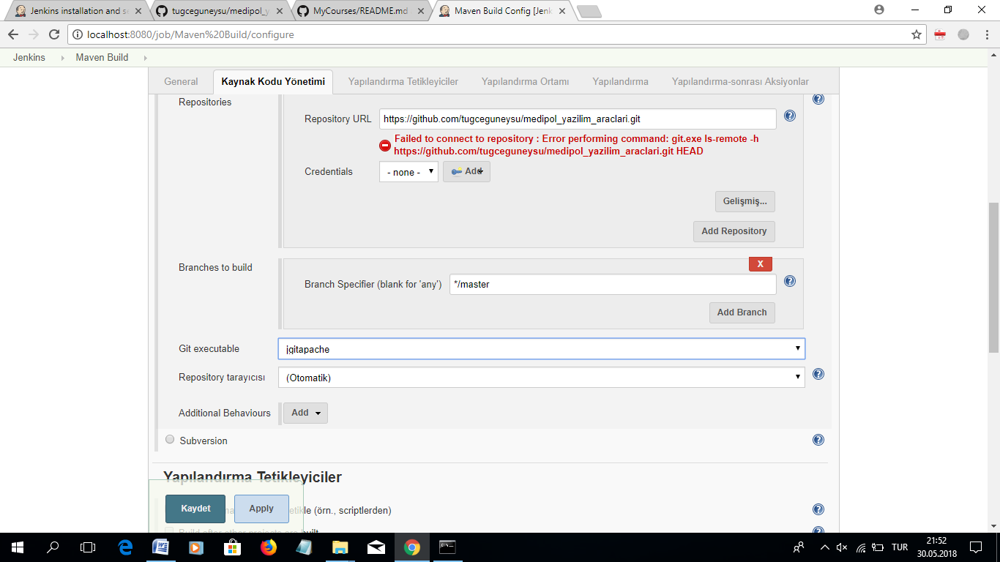 Jenkins installation and se
tugceguneysu/medipol_y
MyCourses/README.md
Maven Build Config [Jenk
localhost:8080/job/Maven%20Build/configure
Jenkins
Maven Build
General
Kaynak Kodu Yönetimi
Yapılandırma Tetikleyiciler
Yapılandırma Ortamı
Yapılandırma
Yapılandırma-sonrası Aksiyonlar
Repositories
Repository URL
https://github.com/tugceguneysu/medipol_yazilim_araclari.git
Failed to connect to repository : Error performing command: git.exe ls-remote -h
https://github.com/tugceguneysu/medipol_yazilim_araclari.git HEAD
Credentials
- none -
Add
Gelişmiş...
Add Repository
Branches to build
X
Branch Specifier (blank for 'any')
*/master
Add Branch
Git executable
jgitapache
Repository tarayıcısı
(Otomatik)
Additional Behaviours
Add
Subversion
Yapılandırma Tetikleyiciler
Kaydet
Apply
(örn., scriptlerden)
Build after other projects are built
TUR
21:52
30.05.2018